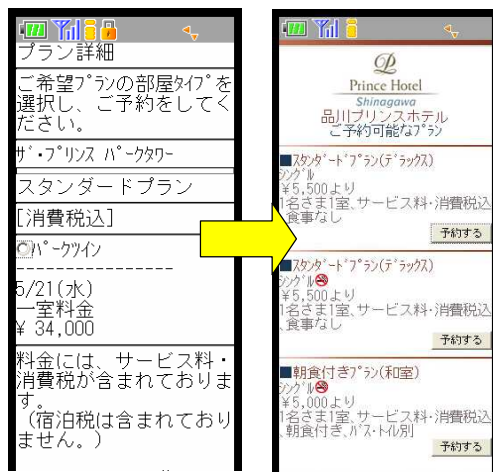 プラン詳細
ご希望ﾌﾟﾗﾝの部屋ﾀｲﾌﾟを
選択し、ご予約をしてく
ださい。
ｻﾞ・ﾌﾟﾘﾝｽ ﾊﾟｰｸﾀﾜｰ
スタンダードプラン
[消費税込]
ﾊﾟｰｸﾂｲﾝ
---------------
5/21(水)
一室料金
¥ 34,000
料金には、サービス料・
消費税が含まれておりま
す。
(宿泊税は含まれており
ません。)
Prince Hotel
Shinagawa
品川プリンスホテル
ご予約可能なﾌﾟﾗﾝ
■ｽﾀﾝﾀﾞｰﾄﾞﾌﾟﾗﾝ(ﾃﾞﾗｯｸｽ)
ｼﾝｸﾞﾙ
¥5,500より
1名さま1室、サービス料・消費税込
、食事なし
予約する
■ｽﾀﾝﾀﾞｰﾄﾞﾌﾟﾗﾝ(ﾃﾞﾗｯｸｽ)
ｼﾝｸﾞﾙ
¥5,500より
1名さま1室、サービス料・消費税込
、食事なし
予約する
■朝食付きﾌﾟﾗﾝ(和室)
ｼﾝｸﾞﾙ
¥5,000より
1名さま1室、サービス料・消費税込
、朝食付き、ﾊﾞｽ・ﾄｲﾚ別
予約する